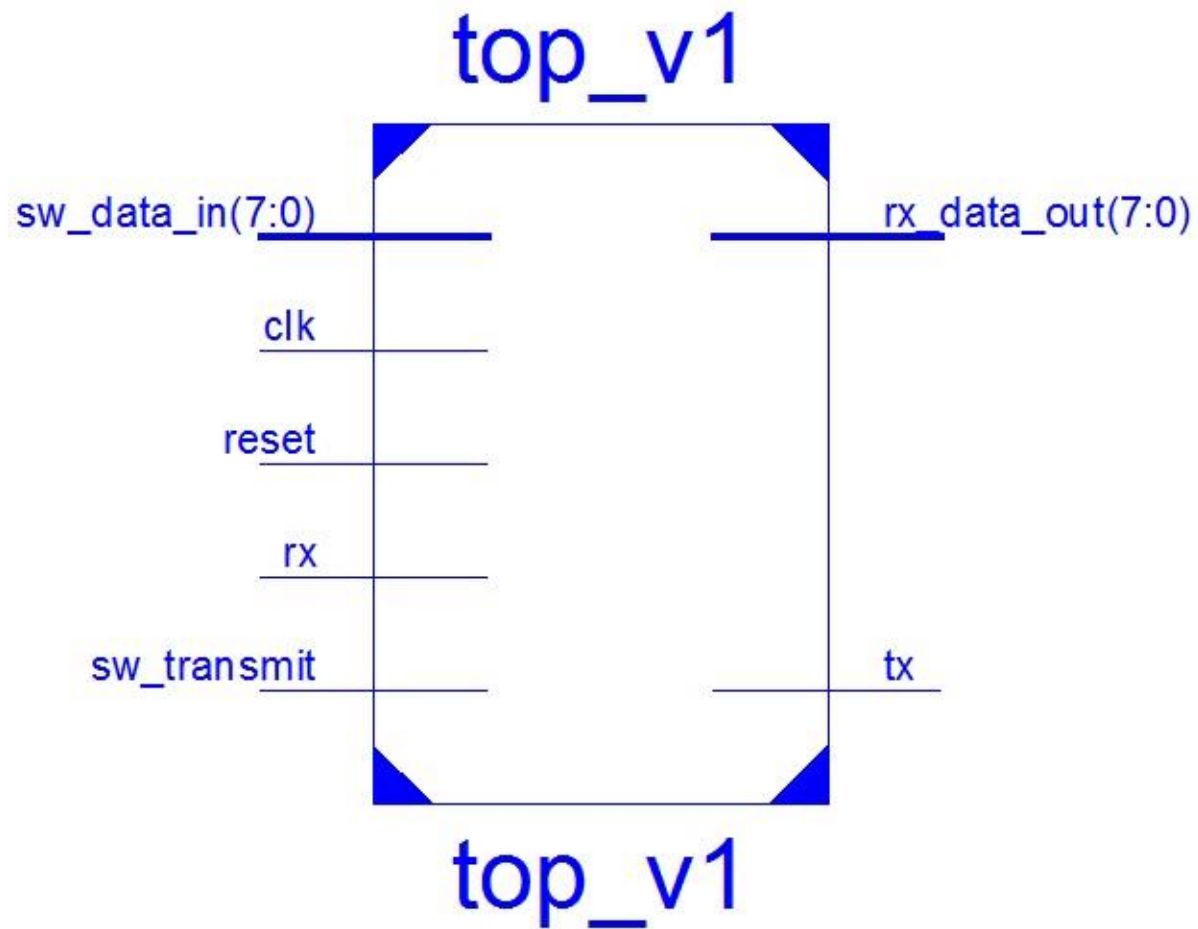 top_v1
sw_data_in(7:0)
rx_data_out(7:0)
clk
reset
rx
sw_transmit
tx
top_v1